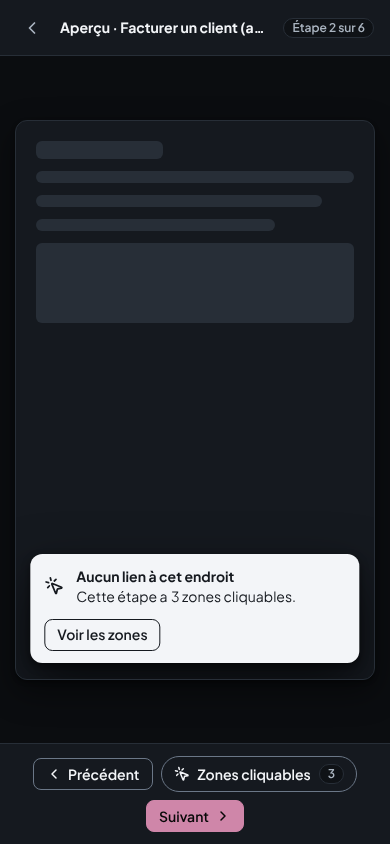 Aperçu · Facturer un client (a…
Étape 2 sur 6
Aucun lien à cet endroit
Cette étape a 3 zones cliquables.
Voir les zones
Précédent
Zones cliquables
3
Suivant